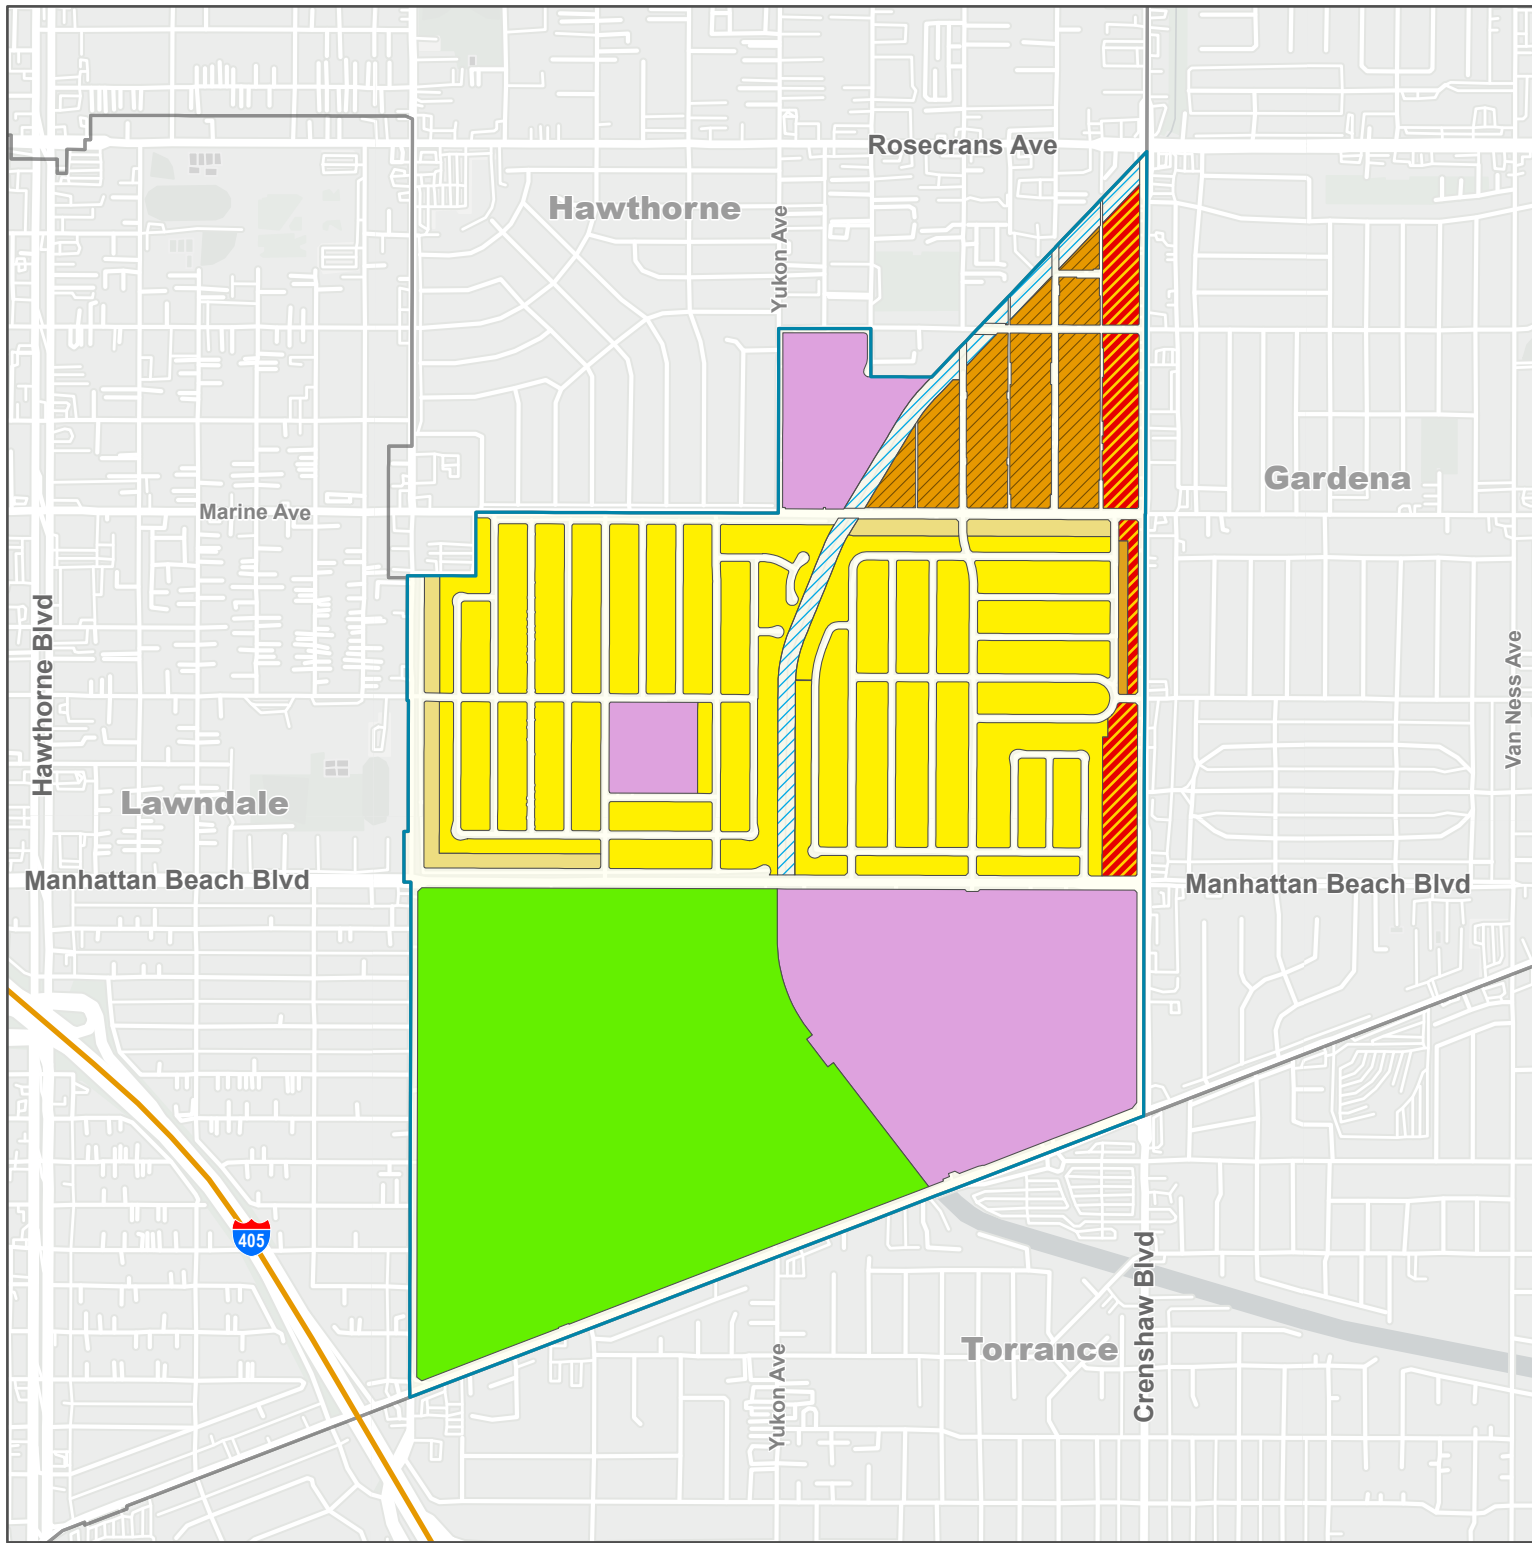 Rosecrans Ave
Hawthorne
Yukon Ave
Gardena
Marine Ave
Hawthorne Blvd
Van Ness Ave
Lawndale
Manhattan Beach Blvd
Manhattan Beach Blvd
405
Crenshaw Blvd
Torrance
Yukon Ave